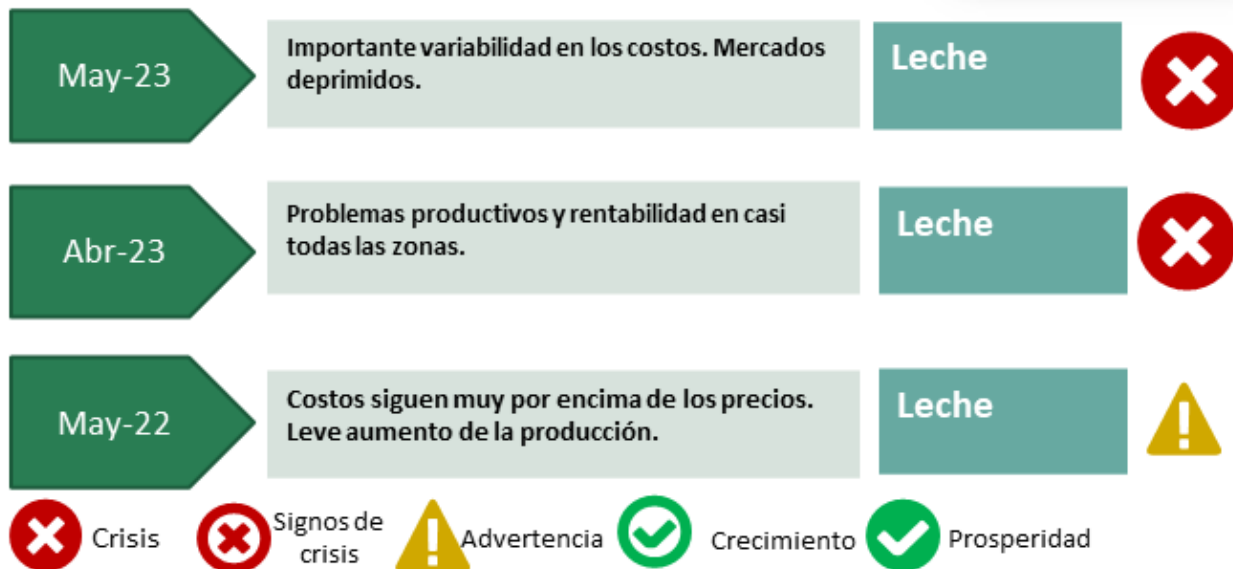 May-23
Importante variabilidad en los costos. Mercados
deprimidos.
Leche
Abr-23
Problemas productivos y rentabilidad en casi
todas las zonas.
Leche
May-22
Costos siguen muy por encima de los precios.
Leve aumento de la producción.
Leche
Crisis
Signos de
crisis
Advertencia
Crecimiento
Prosperidad